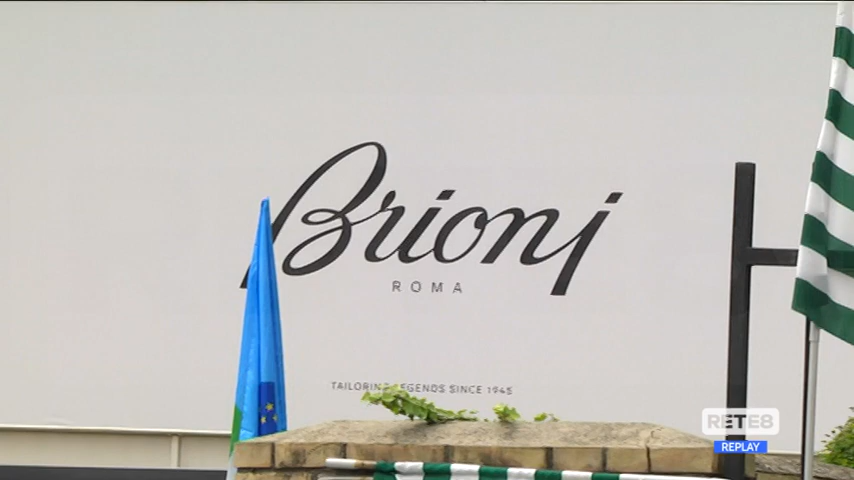 Brioni
ROMA
TAILORING LEGENDS SINCE 1945
RETE8
REPLAY